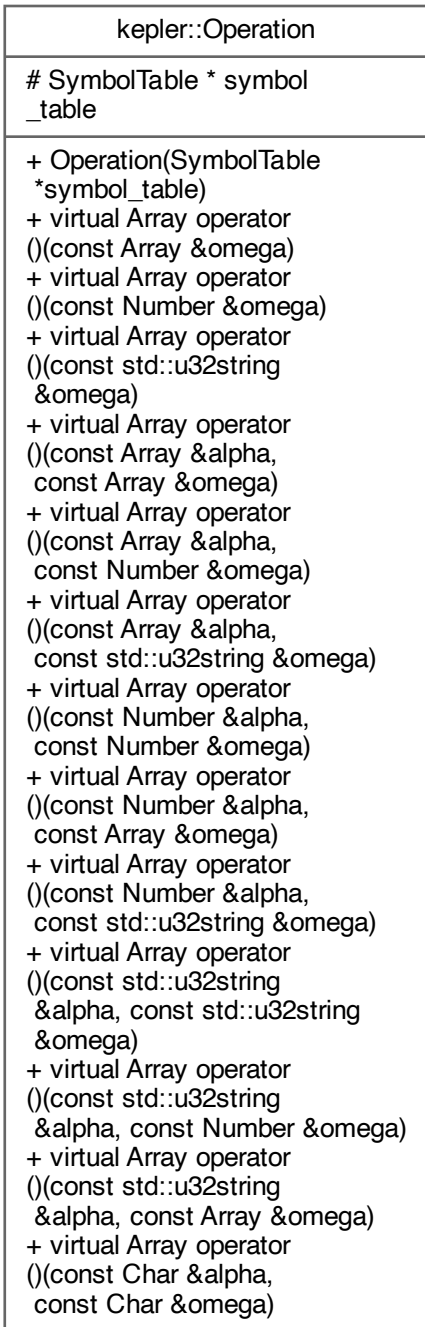 kepler::Operation
# SymbolTable * symbol
_table
+ Operation(SymbolTable
*symbol_table)
+ virtual Array operator
()(const Array &omega)
+ virtual Array operator
()(const Number &omega)
+ virtual Array operator
()(const std::u32string
&omega)
+ virtual Array operator
()(const Array &alpha,
const Array &omega)
+ virtual Array operator
()(const Array &alpha,
const Number &omega)
+ virtual Array operator
()(const Array &alpha,
const std::u32string &omega)
+ virtual Array operator
()(const Number &alpha,
const Number &omega)
+ virtual Array operator
()(const Number &alpha,
const Array &omega)
+ virtual Array operator
()(const Number &alpha,
const std::u32string &omega)
+ virtual Array operator
()(const std::u32string
&alpha, const std::u32string
&omega)
+ virtual Array operator
()(const std::u32string
&alpha, const Number &omega)
+ virtual Array operator
()(const std::u32string
&alpha, const Array &omega)
+ virtual Array operator
()(const Char &alpha,
const Char &omega)